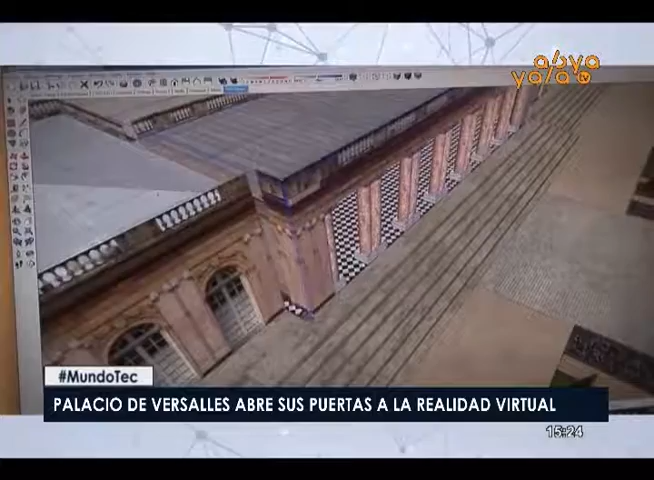 abya
yala tv
#MundoTec
PALACIO DE VERSALLES ABRE SUS PUERTAS A LA REALIDAD VIRTUAL
15:24